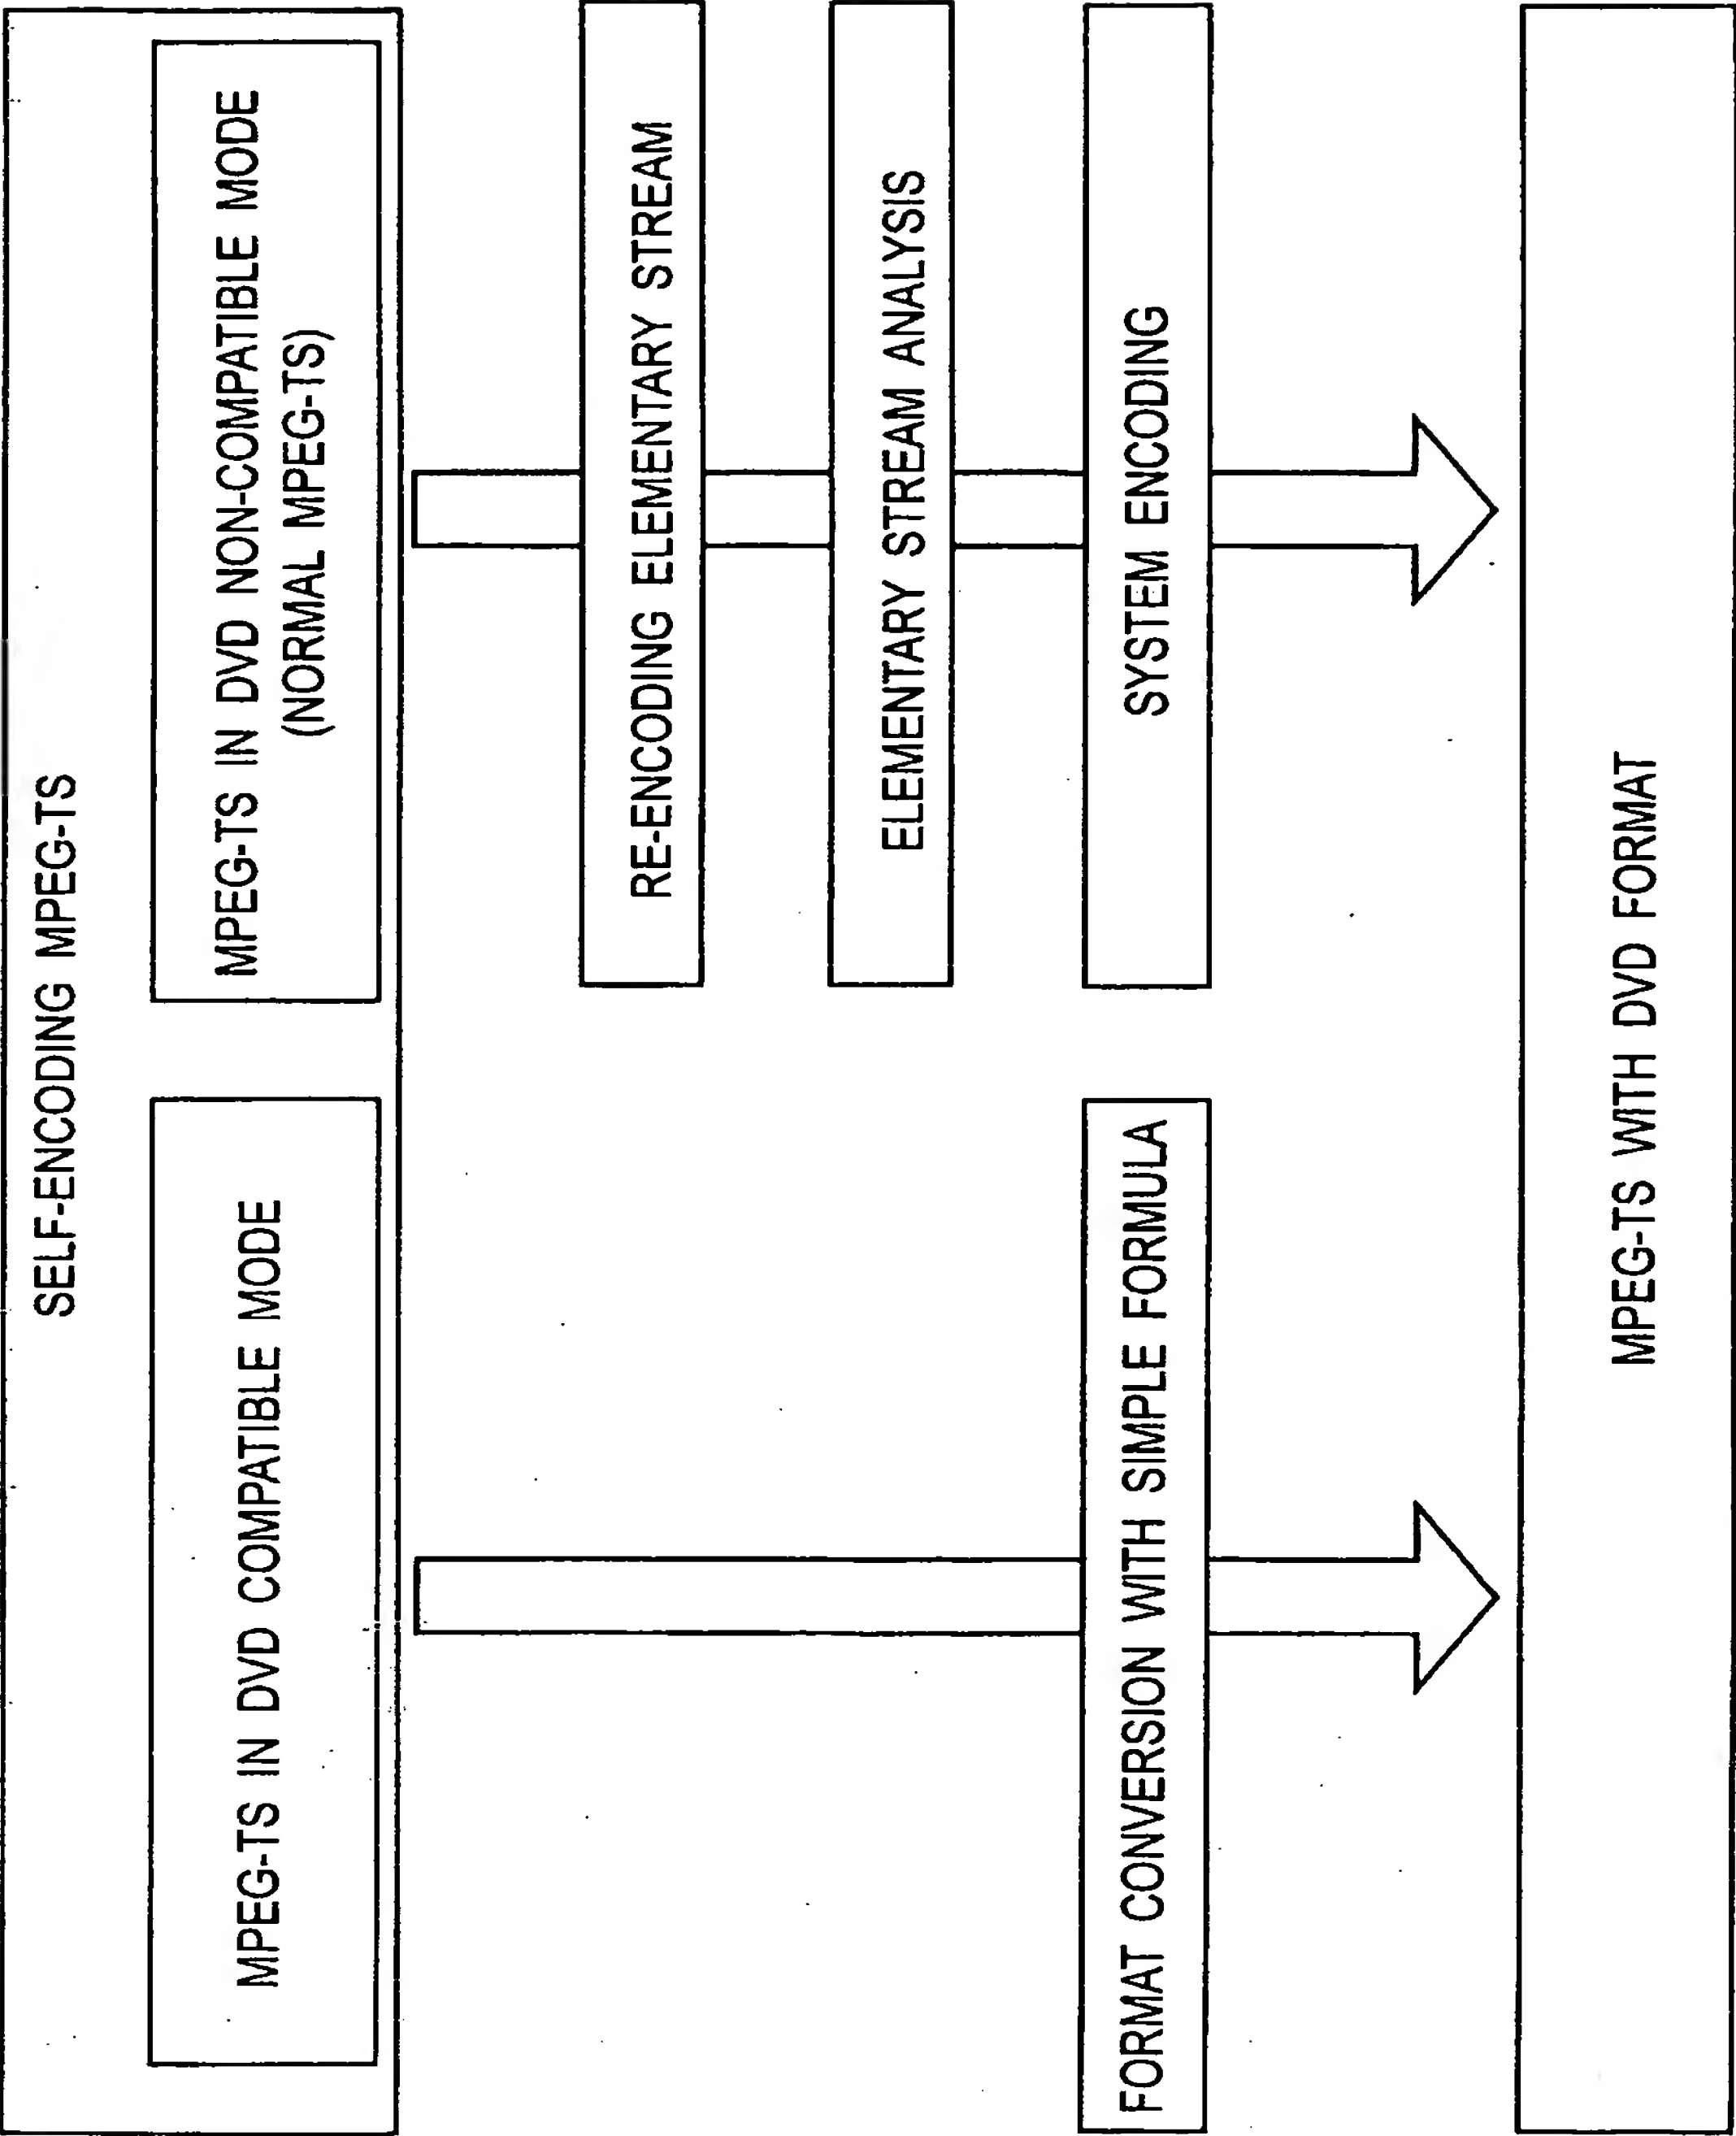 SELF-ENCODING MPEG-TS
MPEG-TS IN DVD COMPATIBLE MODE
MPEG-TS IN DVD NON-COMPATIBLE MODE
(NORMAL MPEG-TS)
RE-ENCODING ELEMENTARY STREAM
ELEMENTARY STREAM ANALYSIS
FORMAT CONVERSION WITH SIMPLE FORMULA
SYSTEM ENCODING
MPEG-TS WITH DVD FORMAT